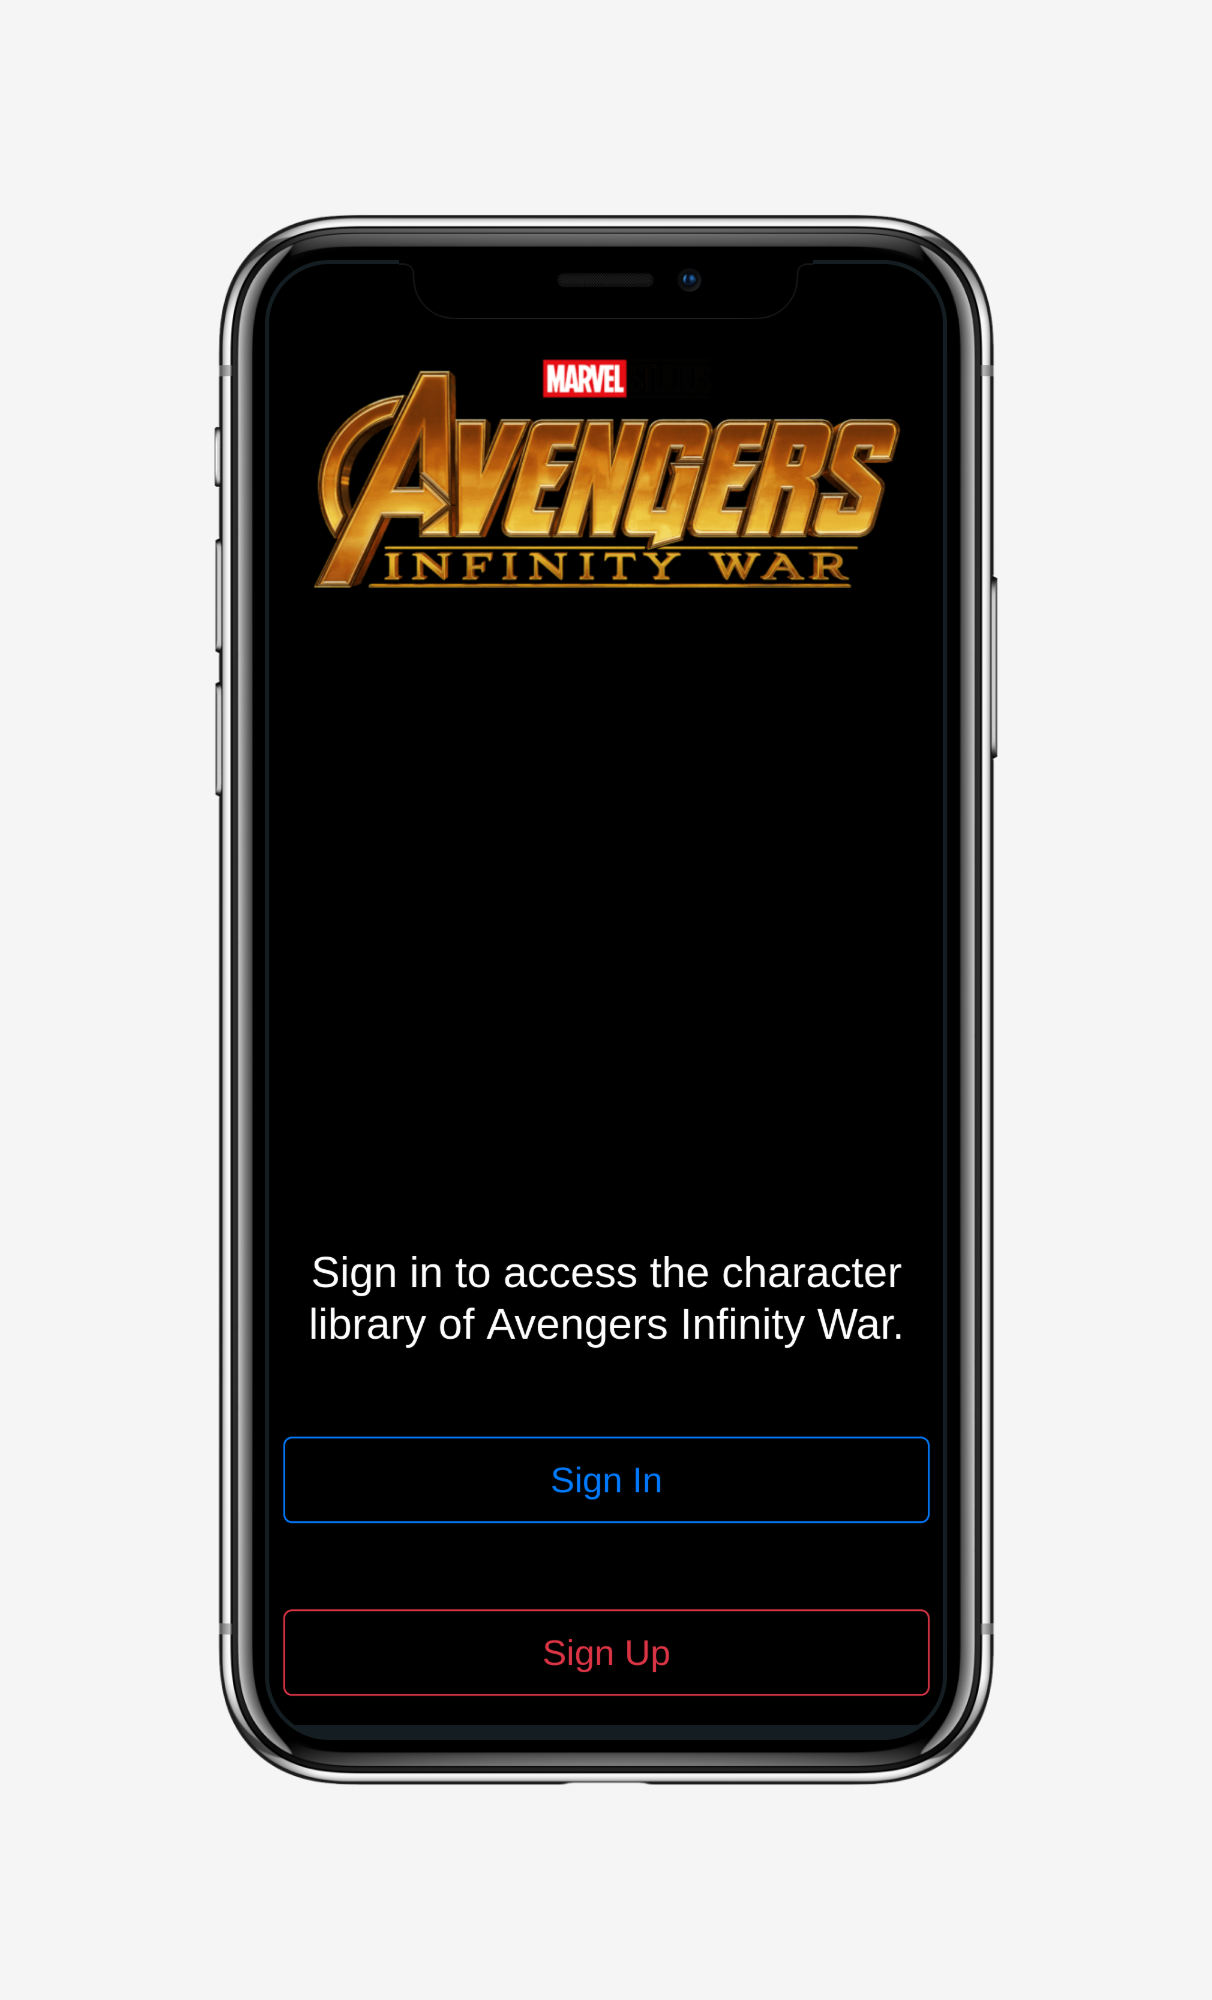 MARVEL STUDIOS
AVENGERS
INFINITY WAR
Sign in to access the character
library of Avengers Infinity War.
Sign In
Sign Up